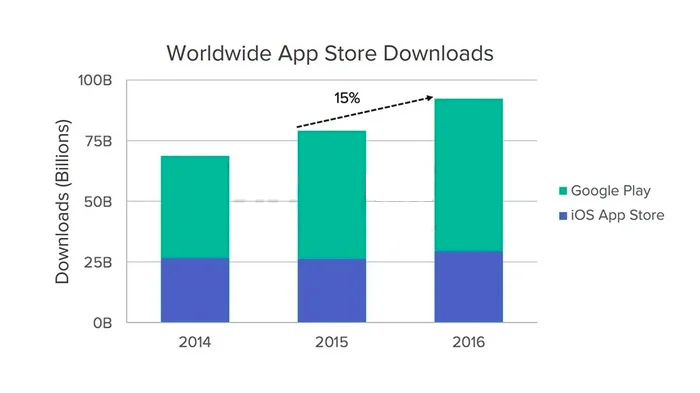 Worldwide App Store Downloads
Downloads (Billions)
100B
75B
50B
25B
0B
15%
2014
2015
2016
Google Play
iOS App Store